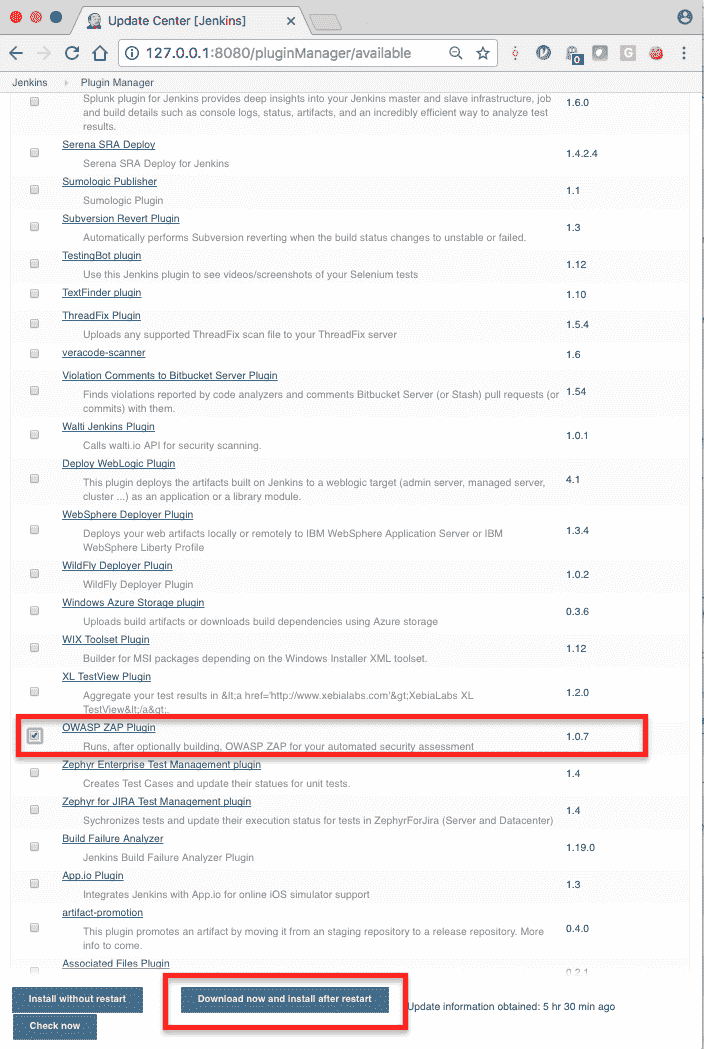 Update Center [Jenkins]
127.0.0.1:8080/pluginManager/available
0
G
Jenkins
Plugin Manager
Splunk plugin for Jenkins provides deep insights into your Jenkins master and slave infrastructure, job
and build details such as console logs, status, artifacts, and an incredibly efficient way to analyze test
results.
1.6.0
Serena SRA Deploy
Serena SRA Deploy for Jenkins
1.4.2.4
Sumologic Publisher
Sumologic Plugin
1.1
Subversion Revert Plugin
Automatically performs Subversion reverting when the build status changes to unstable or failed.
1.3
TestingBot plugin
Use this Jenkins plugin to see videos/screenshots of your Selenium tests
1.12
TextFinder plugin
1.10
ThreadFix Plugin
Uploads any supported ThreadFix scan file to your ThreadFix server
1.5.4
veracode-scanner
1.6
Violation Comments to Bitbucket Server Plugin
Finds violations reported by code analyzers and comments Bitbucket Server (or Stash) pull requests (or
commits) with them.
1.54
Walti Jenkins Plugin
Calls walti.io API for security scanning.
1.0.1
Deploy WebLogic Plugin
This plugin deploys the artifacts built on Jenkins to a weblogic target (admin server, managed server,
cluster ...) as an application or a library module.
4.1
WebSphere Deployer Plugin
Deploys your web artifacts locally or remotely to IBM WebSphere Application Server or IBM
WebSphere Liberty Profile
1.3.4
WildFly Deployer Plugin
WildFly Deployer Plugin
1.0.2
Windows Azure Storage plugin
Uploads build artifacts or downloads build dependencies using Azure storage
0.3.6
WIX Toolset Plugin
Builder for MSI packages depending on the Windows Installer XML toolset.
1.12
XL TestView Plugin
Aggregate your test results in &lt;a href='http://www.xebialabs.com'&gt;XebiaLabs XL
TestView&lt;/a&gt;.
1.2.0
OWASP ZAP Plugin
Runs, after optionally building, OWASP ZAP for your automated security assessment
1.0.7
Zephyr Enterprise Test Management plugin
Creates Test Cases and update their statues for unit tests.
1.4
Zephyr for JIRA Test Management plugin
Sychronizes tests and update their execution status for tests in ZephyrForJira (Server and Datacenter)
1.4
Build Failure Analyzer
Jenkins Build Failure Analyzer Plugin
1.19.0
App.io Plugin
Integrates Jenkins with App.io for online iOS simulator support
1.3
artifact-promotion
This plugin promotes an artifact by moving it from an staging repository to a release repository. More
info to come.
0.4.0
Associated Files Plugin
0.2.1
Install without restart
Download now and install after restart
Update information obtained: 5 hr 30 min ago
Check now